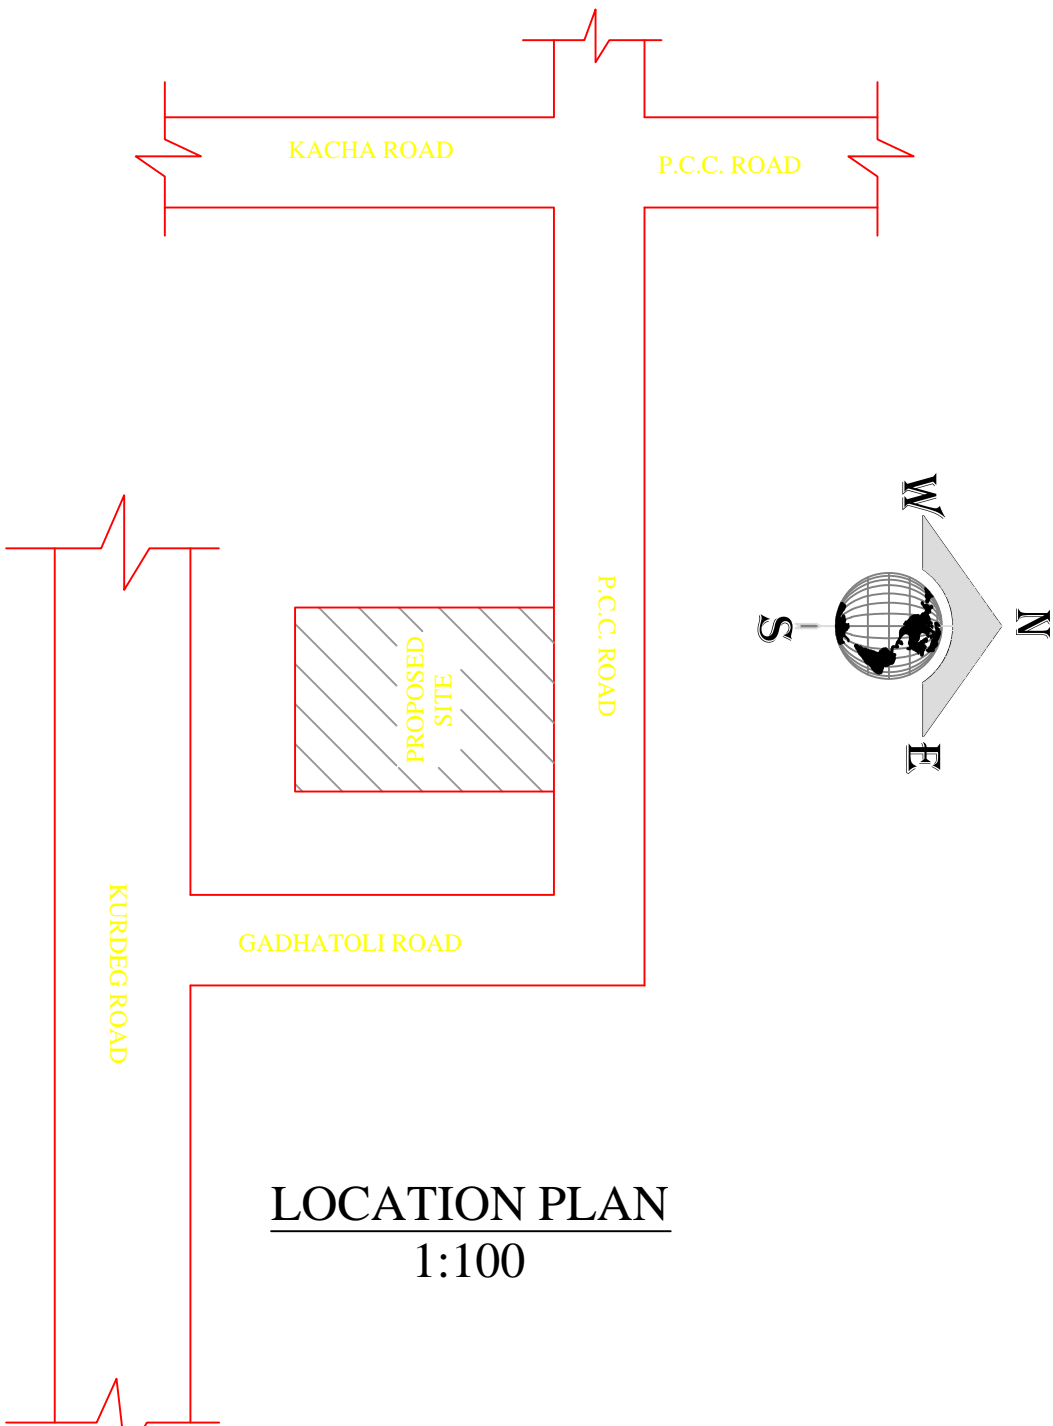 KACHA ROAD
P.C.C. ROAD
W
N
S
E
P.C.C. ROAD
PROPOSED
SITE
KURDEG ROAD
GADHATOLI ROAD
LOCATION PLAN
1:100